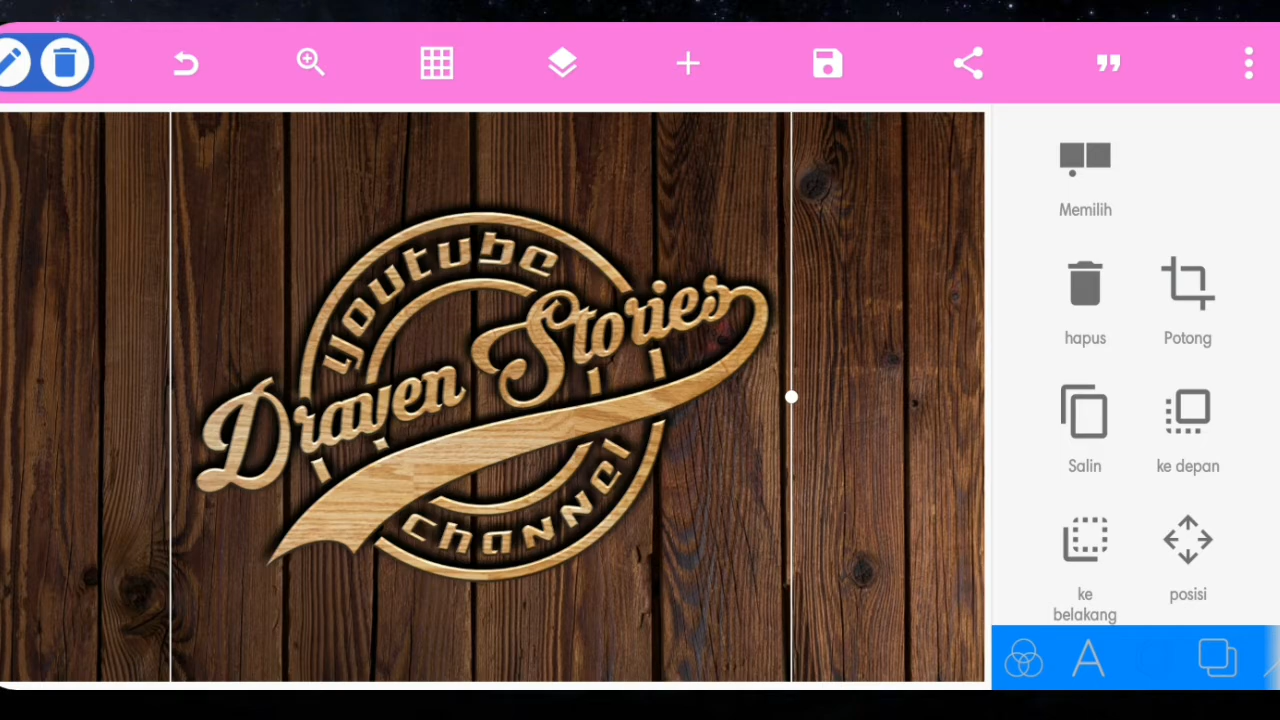 youtube
Draven Stories
channel
Memilih
hapus
Potong
Salin
ke depan
ke
belakang
posisi
A